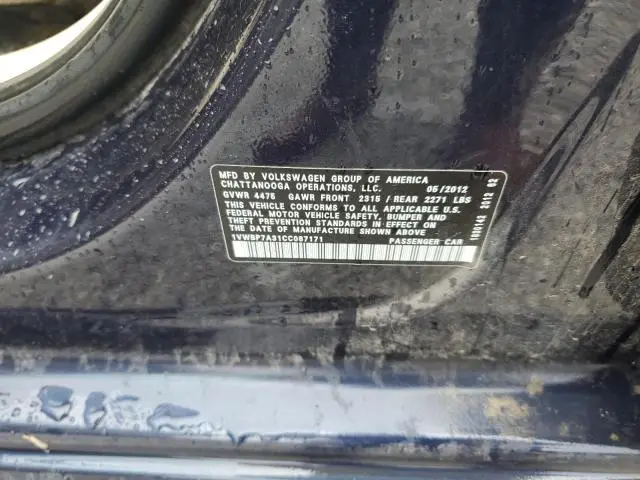 MFD BY VOLKSWAGEN GROUP OF AMERICA
CHATTANOOGA OPERATIONS, LLC. 05/2012
GVWR 4476 GAWR FRONT 2315 / REAR 2271 LBS
THIS VEHICLE CONFORMS TO ALL APPLICABLE U.S.
FEDERAL MOTOR VEHICLE SAFETY, BUMPER AND
THEFT PREVENTION STANDARDS IN EFFECT ON
THE DATE OF MANUFACTURE SHOWN ABOVE.
1VWBP7A31CC097171 PASSENGER CAR
2012 02